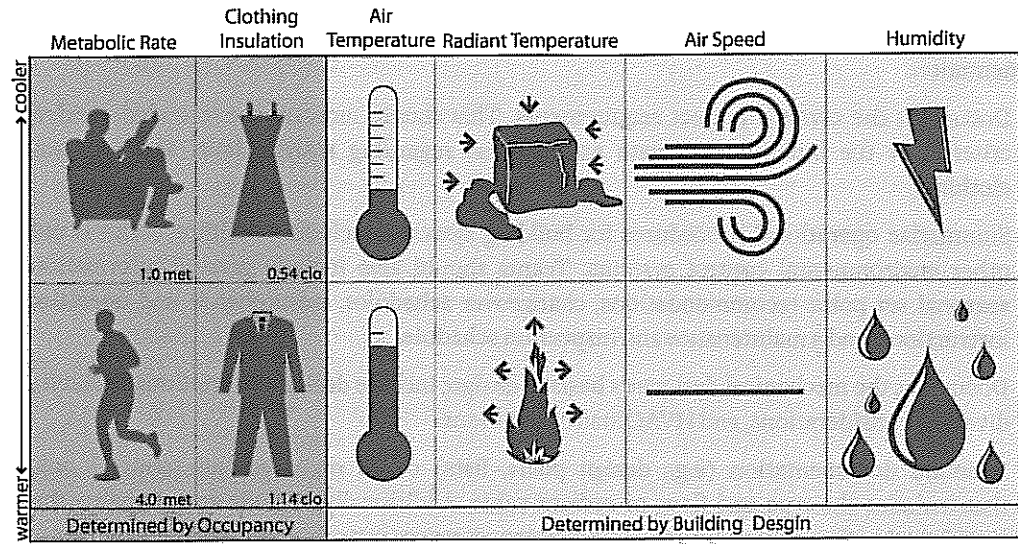 Metabolic Rate
Clothing
Insulation
Air
Temperature
Radiant Temperature
Air Speed
Humidity
cooler
warmer
1.0 met
0.54 clo
4.0 met
1.14 clo
Determined by Occupancy
Determined by Building Desgin